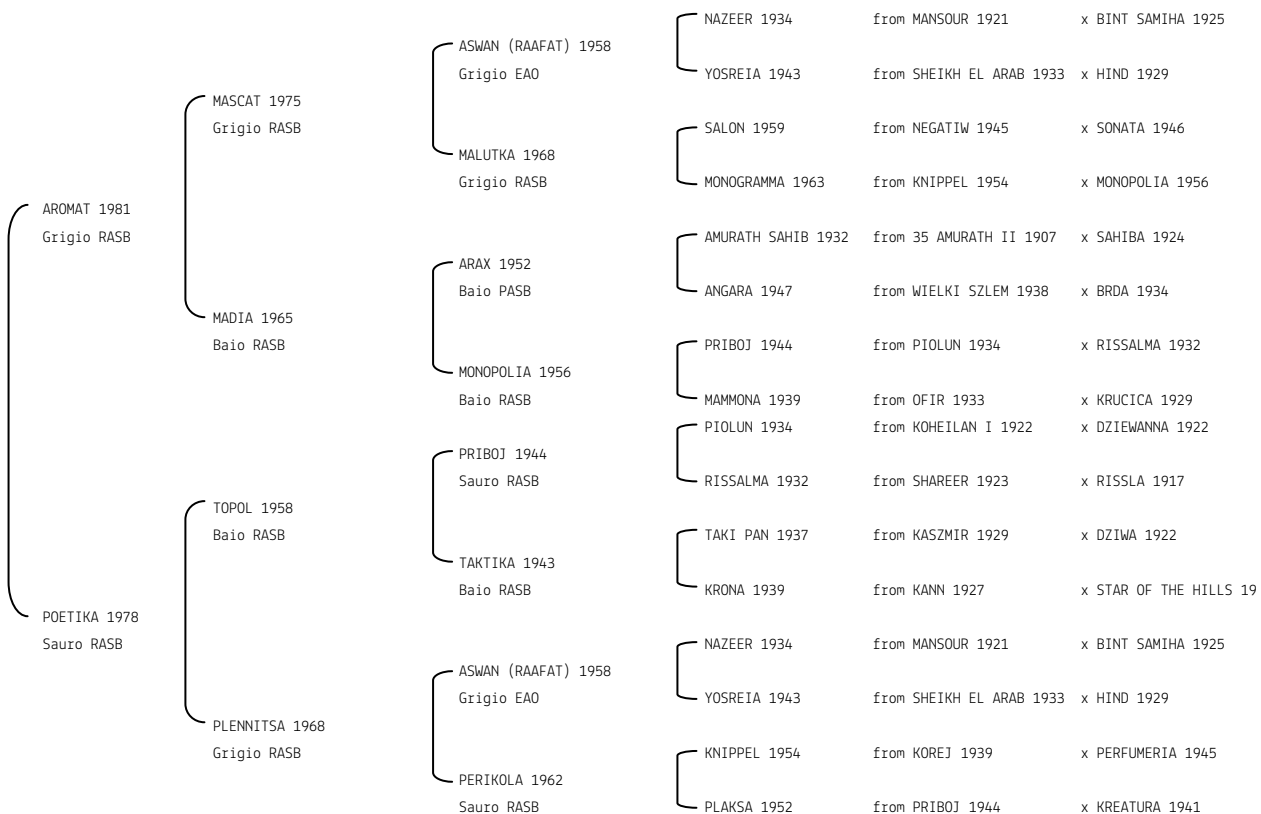 NAZEER 1934 from MANSOUR 1921 x BINT SAMIHA 1925
ASWAN (RAAFAT) 1958
Grigio EAO YOSREIA 1943 from SHEIKH EL ARAB 1933 x HIND 1929
MASCAT 1975
Grigio RASB SALON 1959 from NEGATIW 1945 x SONATA 1946
MALUTKA 1968
Grigio RASB MONOGRAMMA 1963 from KNIPPEL 1954 x MONOPOLIA 1956
AROMAT 1981
Grigio RASB AMURATH SAHIB 1932 from 35 AMURATH II 1907 x SAHIBA 1924
ARAX 1952
Baio PASB ANGARA 1947 from WIELKI SZLEM 1938 x BRDA 1934
MADIA 1965
Baio RASB PRIBOJ 1944 from PIOLUN 1934 x RISSALMA 1932
MONOPOLIA 1956
Baio RASB MAMMONA 1939 from OFIR 1933 x KRUCICA 1929
PIOLUN 1934 from KOHEILAN I 1922 x DZIEWANNA 1922
PRIBOJ 1944
Sauro RASB RISSALMA 1932 from SHAREER 1923 x RISSLA 1917
TOPOL 1958
Baio RASB TAKI PAN 1937 from KASZMIR 1929 x DZIWA 1922
TAKTIKA 1943
Baio RASB KRONA 1939 from KANN 1927 x STAR OF THE HILLS 19
POETIKA 1978
Sauro RASB NAZEER 1934 from MANSOUR 1921 x BINT SAMIHA 1925
ASWAN (RAAFAT) 1958
Grigio EAO YOSREIA 1943 from SHEIKH EL ARAB 1933 x HIND 1929
PLENNITSA 1968
Grigio RASB KNIPPEL 1954 from KOREJ 1939 x PERFUMERIA 1945
PERIKOLA 1962
Sauro RASB PLAKSA 1952 from PRIBOJ 1944 x KREATURA 1941